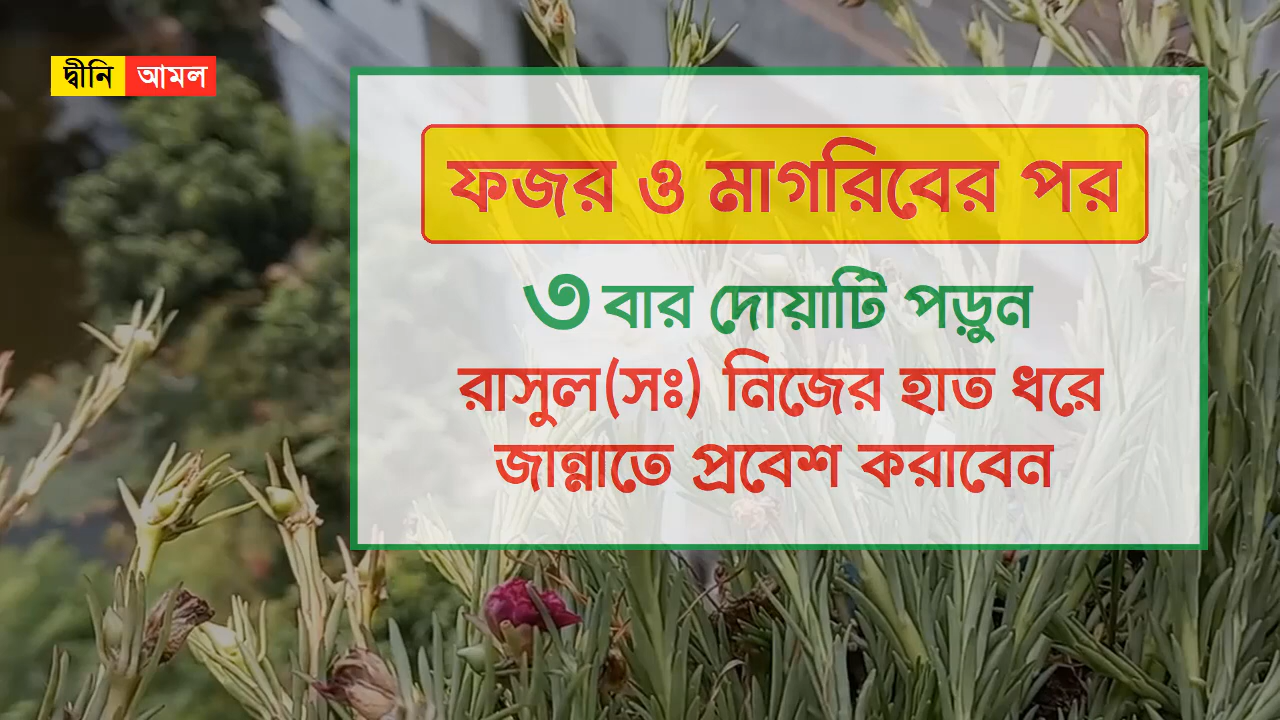 দ্বীনি আমল
ফজর ও মাগরিবের পর
৩ বার দোয়াটি পড়ুন
রাসুল(সঃ) নিজের হাত ধরে
জান্নাতে প্রবেশ করাবেন